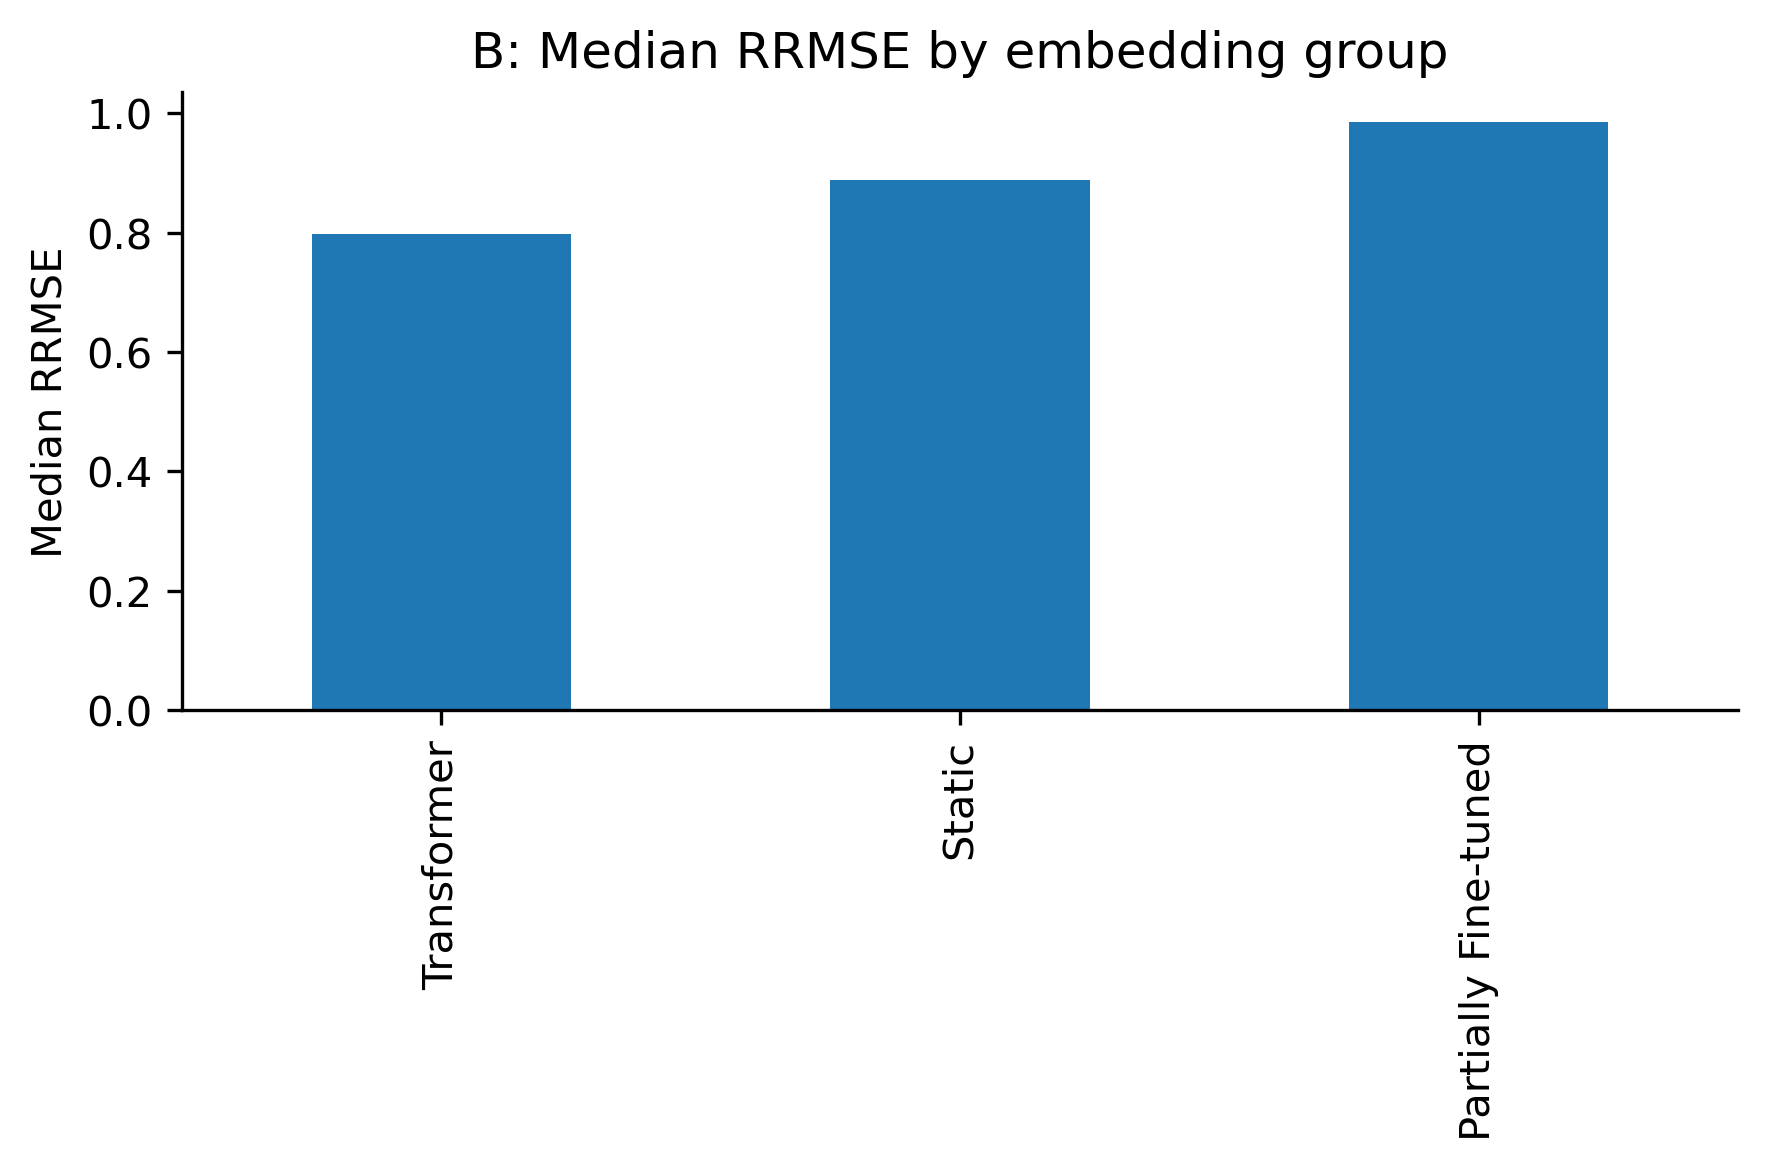 B: Median RRMSE by embedding group
Median RRMSE
1.0
0.8
0.6
0.4
0.2
0.0
Transformer
Static
Partially Fine-tuned